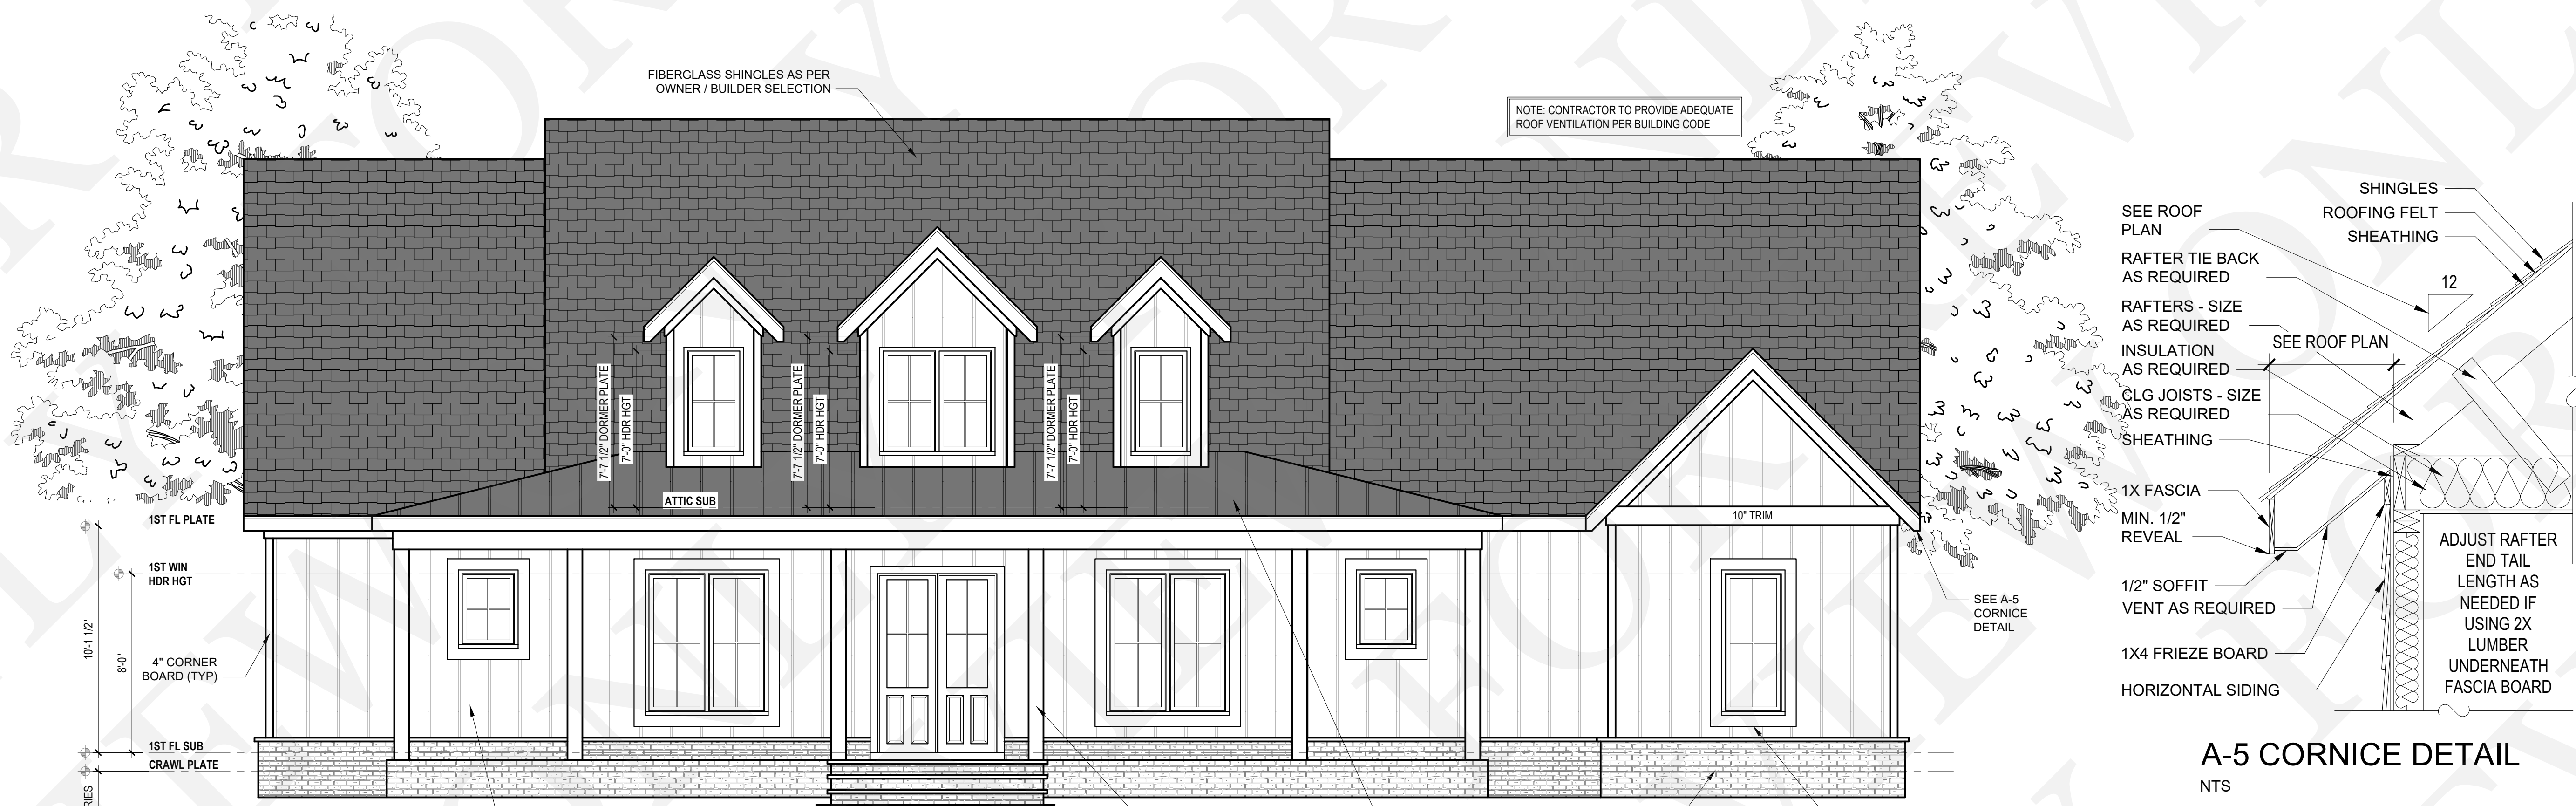 FIBERGLASS SHINGLES AS PER
OWNER / BUILDER SELECTION
NOTE: CONTRACTOR TO PROVIDE ADEQUATE
ROOF VENTILATION PER BUILDING CODE
7'-7 1/2" DORMER PLATE
7'-0" HDR HGT
7'-7 1/2" DORMER PLATE
7'-0" HDR HGT
7'-7 1/2" DORMER PLATE
7'-0" HDR HGT
ATTIC SUB
10" TRIM
1ST FL PLATE
1ST WIN
HDR HGT
10'-1 1/2"
8'-0"
4" CORNER
BOARD (TYP)
1ST FL SUB
CRAWL PLATE
SEE A-5
CORNICE
DETAIL
SHINGLES
ROOFING FELT
SHEATHING
SEE ROOF
PLAN
RAFTER TIE BACK
AS REQUIRED
12
RAFTERS - SIZE
AS REQUIRED
SEE ROOF PLAN
INSULATION
AS REQUIRED
CLG JOISTS - SIZE
AS REQUIRED
SHEATHING
1X FASCIA
MIN. 1/2"
REVEAL
1/2" SOFFIT
VENT AS REQUIRED
1X4 FRIEZE BOARD
HORIZONTAL SIDING
ADJUST RAFTER
END TAIL
LENGTH AS
NEEDED IF
USING 2X
LUMBER
UNDERNEATH
FASCIA BOARD
A-5 CORNICE DETAIL
NTS